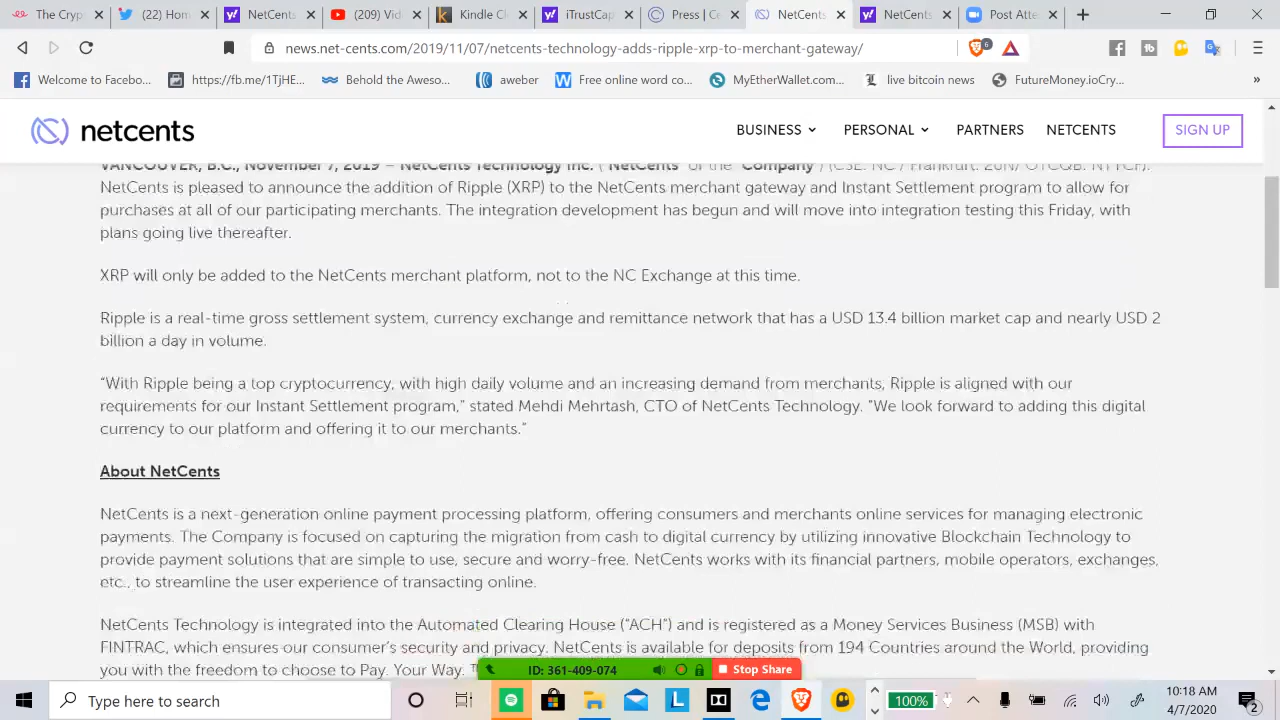 The Cryp
(22) Hom
NetCents
(209) Vid
Kindle C
iTrustCap
Press | Ce
NetCents
NetCents
Post Atte
news.net-cents.com/2019/11/07/netcents-technology-adds-ripple-xrp-to-merchant-gateway/
6
Welcome to Facebo...
https://fb.me/1TjHE...
Behold the Aweso...
aweber
Free online word co...
MyEtherWallet.com...
live bitcoin news
FutureMoney.ioCry...
»
netcents
BUSINESS
PERSONAL
PARTNERS
NETCENTS
SIGN UP
VANCOUVER, B.C., November 7, 2019 – NetCents Technology Inc. ("NetCents" or the "Company") (CSE: NC / Frankfurt: 26N/ OTCQB: NTTCF).
NetCents is pleased to announce the addition of Ripple (XRP) to the NetCents merchant gateway and Instant Settlement program to allow for
purchases at all of our participating merchants. The integration development has begun and will move into integration testing this Friday, with
plans going live thereafter.
XRP will only be added to the NetCents merchant platform, not to the NC Exchange at this time.
Ripple is a real-time gross settlement system, currency exchange and remittance network that has a USD 13.4 billion market cap and nearly USD 2
billion a day in volume.
“With Ripple being a top cryptocurrency, with high daily volume and an increasing demand from merchants, Ripple is aligned with our
requirements for our Instant Settlement program,” stated Mehdi Mehrtash, CTO of NetCents Technology. “We look forward to adding this digital
currency to our platform and offering it to our merchants.”
About NetCents
NetCents is a next-generation online payment processing platform, offering consumers and merchants online services for managing electronic
payments. The Company is focused on capturing the migration from cash to digital currency by utilizing innovative Blockchain Technology to
provide payment solutions that are simple to use, secure and worry-free. NetCents works with its financial partners, mobile operators, exchanges,
etc., to streamline the user experience of transacting online.
NetCents Technology is integrated into the Automated Clearing House (“ACH”) and is registered as a Money Services Business (MSB) with
FINTRAC, which ensures our consumer’s security and privacy. NetCents is available for deposits from 194 Countries around the World, providing
you with the freedom to choose to Pay. Your Way.
ID: 361-409-074
Stop Share
Type here to search
100%
10:18 AM
4/7/2020
2